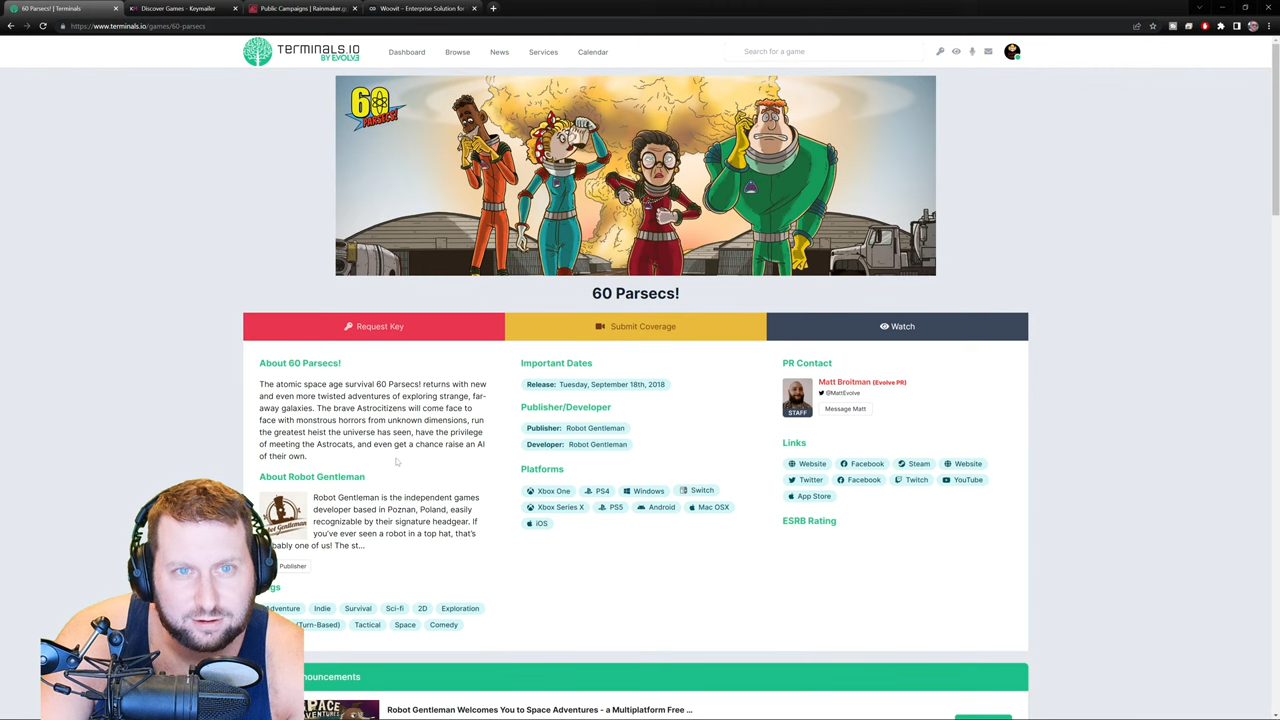 60 Parsecs! | Terminals
Discover Games - Keymailer
Public Campaigns | Rainmaker.g
Woovit – Enterprise Solution for
https://www.terminals.io/games/60-parsecs
TERMINALS.IO
BY EVOLVE
Dashboard
Browse
News
Services
Calendar
Search for a game
60
PARSECS!
60 Parsecs!
Request Key
Submit Coverage
Watch
About 60 Parsecs!
The atomic space age survival 60 Parsecs! returns with new
and even more twisted adventures of exploring strange, far-
away galaxies. The brave Astrocitizens will come face to
face with monstrous horrors from unknown dimensions, run
the greatest heist the universe has seen, have the privilege
of meeting the Astrocats, and even get a chance raise an AI
of their own.
About Robot Gentleman
Robot Gentleman
Robot Gentleman is the independent games
developer based in Poznan, Poland, easily
recognizable by their signature headgear. If
you've ever seen a robot in a top hat, that's
bably one of us! The st...
Publisher
gs
Adventure
Indie
Survival
Sci-fi
2D
Exploration
(Turn-Based)
Tactical
Space
Comedy
Important Dates
Release: Tuesday, September 18th, 2018
Publisher/Developer
Publisher: Robot Gentleman
Developer: Robot Gentleman
Platforms
Xbox One
PS4
Windows
Switch
Xbox Series X
PS5
Android
Mac OSX
iOS
PR Contact
Matt Broitman (Evolve PR)
@MattEvolve
STAFF
Message Matt
Links
Website
Facebook
Steam
Website
Twitter
Facebook
Twitch
YouTube
App Store
ESRB Rating
nouncements
Robot Gentleman Welcomes You to Space Adventures - a Multiplatform Free ...